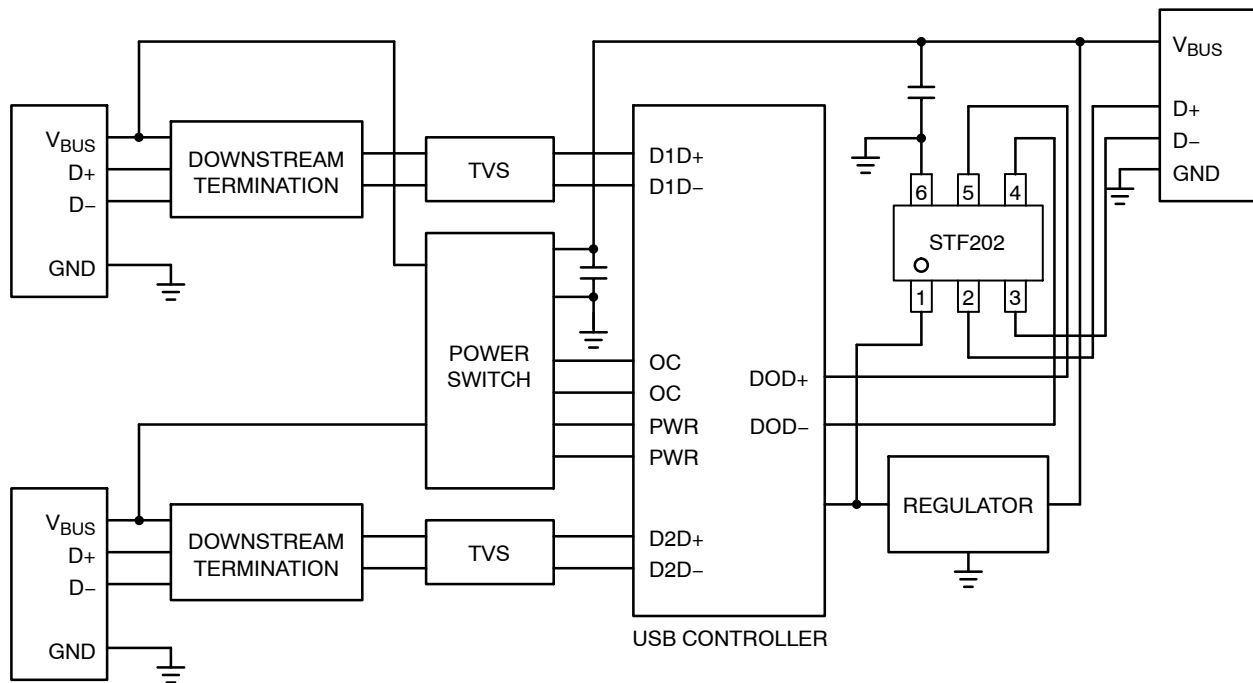 VBUS
D+
D−
GND
DOWNSTREAM
TERMINATION
TVS
POWER
SWITCH
D1D+
D1D−
OC
OC
PWR
PWR
D2D+
D2D−
DOD+
DOD−
USB CONTROLLER
6
5
4
STF202
1
2
3
REGULATOR
VBUS
D+
D−
GND
VBUS
D+
D−
GND
DOWNSTREAM
TERMINATION
TVS